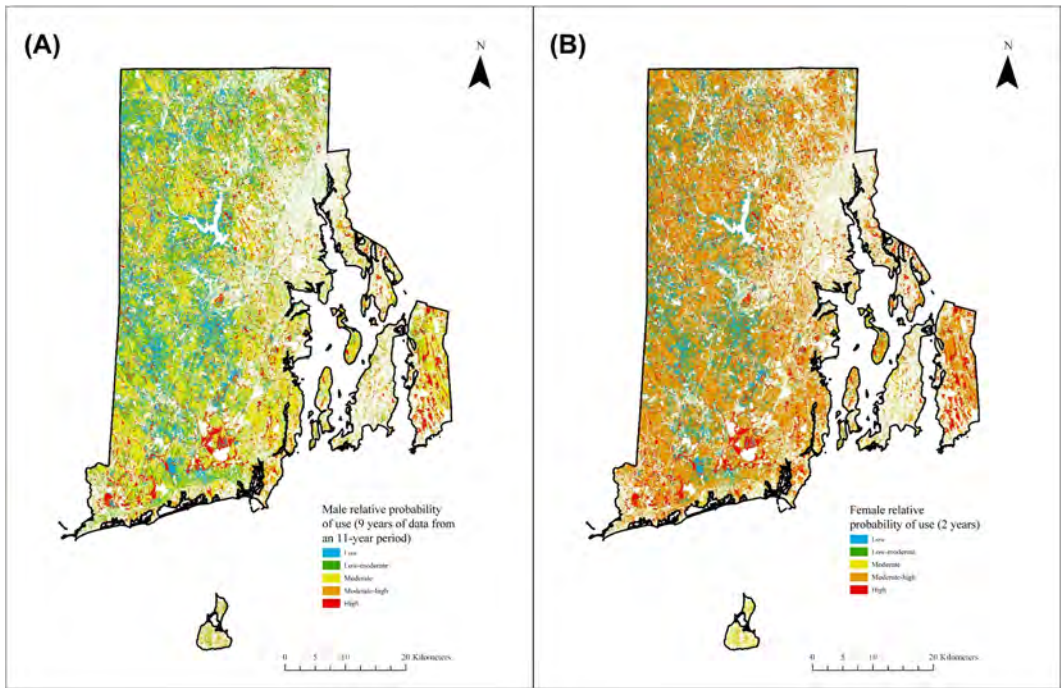 (A)
N
Male relative probability
of use (9 years of data from
an 11-year period)
Low
Low-moderate
Moderate
Moderate-high
High
0 5 10 20 Kilometers
(B)
N
Female relative
probability of use (2 years)
Low
Low-moderate
Moderate
Moderate-high
High
0 5 10 20 Kilometers